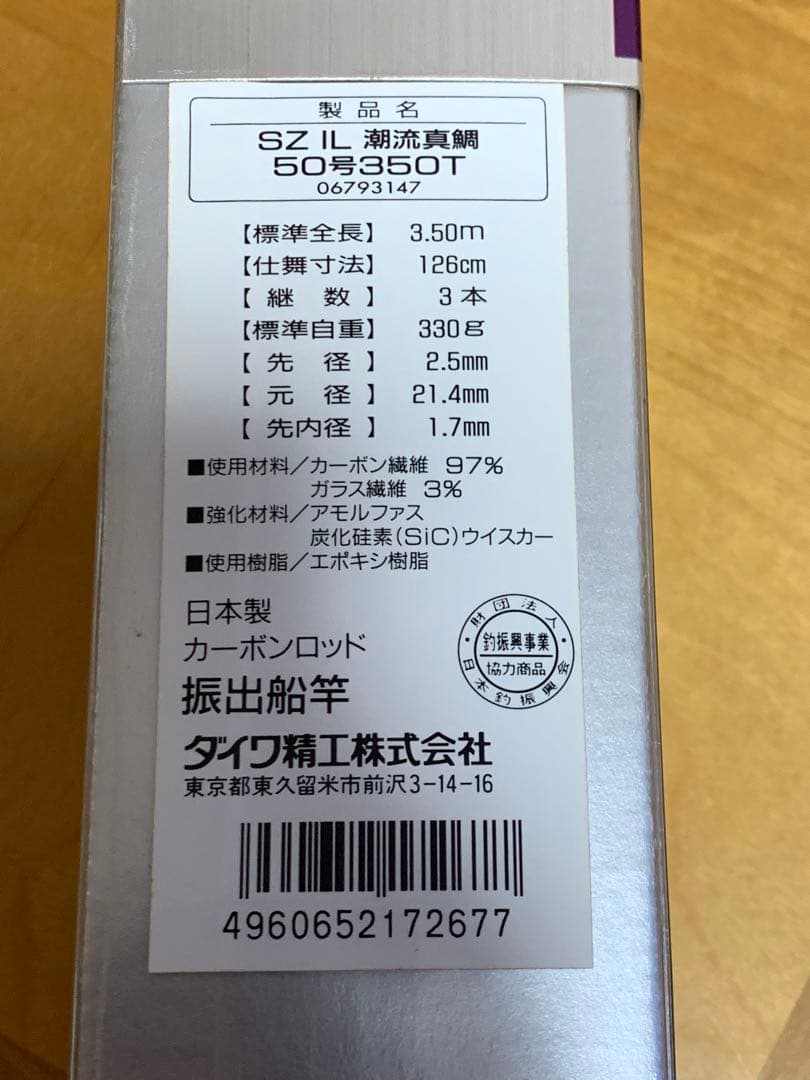 製品名
SZ IL 潮流真鯛
50号350T
06793147
【標準全長】 3.50m
【仕舞寸法】 126cm
【 継 数 】 3本
【標準自重】 330g
【 先 径 】 2.5mm
【 元 径 】 21.4mm
【 先内径 】 1.7mm
■使用材料/カーボン繊維 97%
ガラス繊維 3%
■強化材料/アモルファス
炭化硅素(SiC)ウイスカー
■使用樹脂/エポキシ樹脂
日本製
カーボンロッド
振出船竿
・財団法人・
釣振興事業
協力商品
日本釣振興会
ダイワ精工株式会社
東京都東久留米市前沢3-14-16
4960652172677